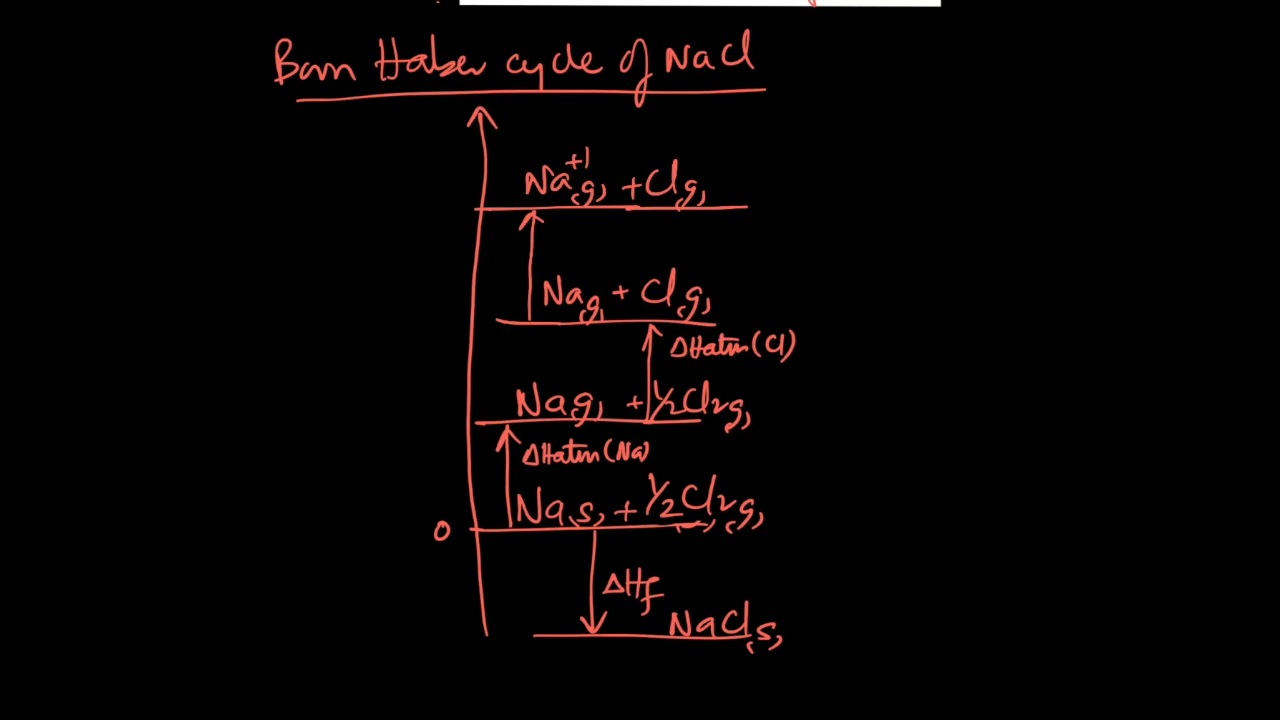 Born Haber cycle of NaCl
Na+1(g) + Cl(g)
Na(g) + Cl(g)
ΔHatm(Cl)
Na(g) + 1/2Cl2(g)
ΔHatm(Na)
Na(s) + 1/2Cl2(g)
0
ΔHf
NaCl(s)